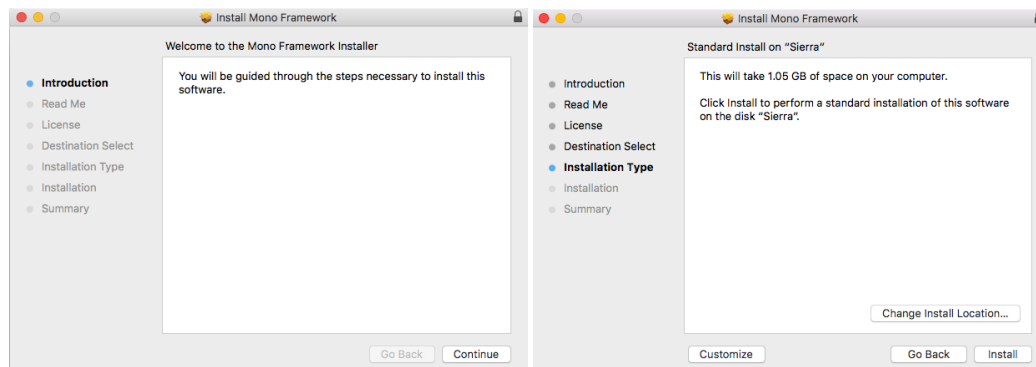 Install Mono Framework
Welcome to the Mono Framework Installer
Introduction
Read Me
License
Destination Select
Installation Type
Installation
Summary
You will be guided through the steps necessary to install this
software.
Go Back
Continue
Install Mono Framework
Standard Install on “Sierra”
Introduction
Read Me
License
Destination Select
Installation Type
Installation
Summary
This will take 1.05 GB of space on your computer.
Click Install to perform a standard installation of this software
on the disk “Sierra”.
Change Install Location...
Customize
Go Back
Install